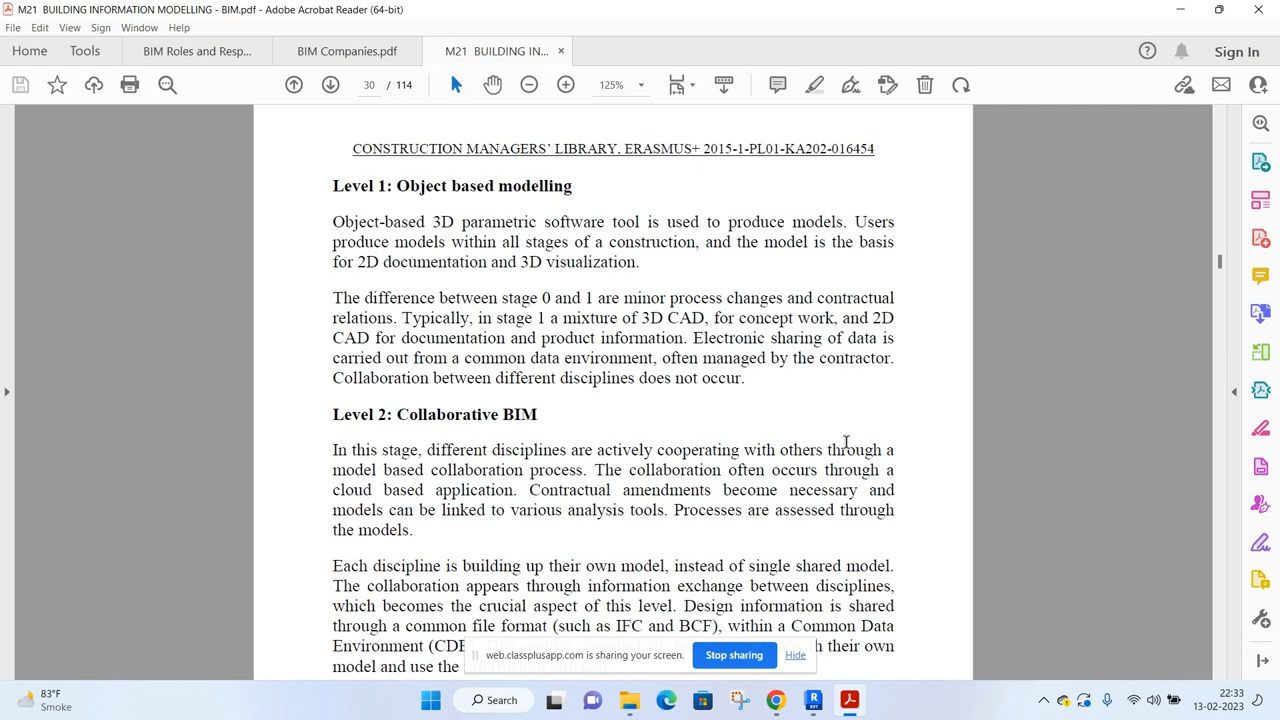 M21 BUILDING INFORMATION MODELLING - BIM.pdf - Adobe Acrobat Reader (64-bit)
File Edit View Sign Window Help
Home Tools BIM Roles and Resp... BIM Companies.pdf M21 BUILDING IN... × Sign In
30 / 114 125%
CONSTRUCTION MANAGERS' LIBRARY, ERASMUS+ 2015-1-PL01-KA202-016454
Level 1: Object based modelling
Object-based 3D parametric software tool is used to produce models. Users
produce models within all stages of a construction, and the model is the basis
for 2D documentation and 3D visualization.
The difference between stage 0 and 1 are minor process changes and contractual
relations. Typically, in stage 1 a mixture of 3D CAD, for concept work, and 2D
CAD for documentation and product information. Electronic sharing of data is
carried out from a common data environment, often managed by the contractor.
Collaboration between different disciplines does not occur.
Level 2: Collaborative BIM
In this stage, different disciplines are actively cooperating with others through a
model based collaboration process. The collaboration often occurs through a
cloud based application. Contractual amendments become necessary and
models can be linked to various analysis tools. Processes are assessed through
the models.
Each discipline is building up their own model, instead of single shared model.
The collaboration appears through information exchange between disciplines,
which becomes the crucial aspect of this level. Design information is shared
through a common file format (such as IFC and BCF), within a Common Data
Environment (CDE their own
model and use the
web.classplusapp.com is sharing your screen. Stop sharing Hide
83°F
Smoke
Search
22:33
13-02-2023